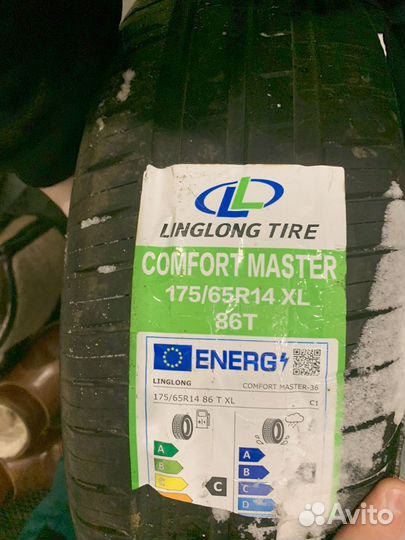 LINGLONG TIRE
COMFORT MASTER
175/65R14 XL
86T
ENERG
LINGLONG COMFORT MASTER-36
175/65R14 86 T XL C1
A A
B B
C C C
D
Avito